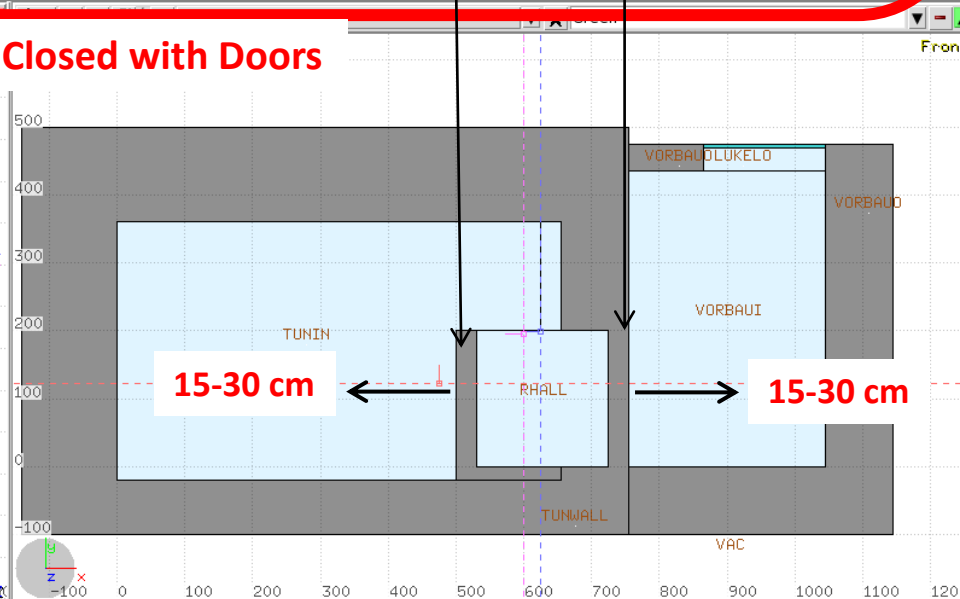 Green
Closed with Doors
Fron
500
VORBAUOLUKELO
400
VORBAUO
300
VORBAUI
200
TUNIN
15-30 cm
RHALL
15-30 cm
100
0
TUNWALL
-100
VAC
y
z
x
-100 0 100 200 300 400 500 600 700 800 900 1000 1100 120